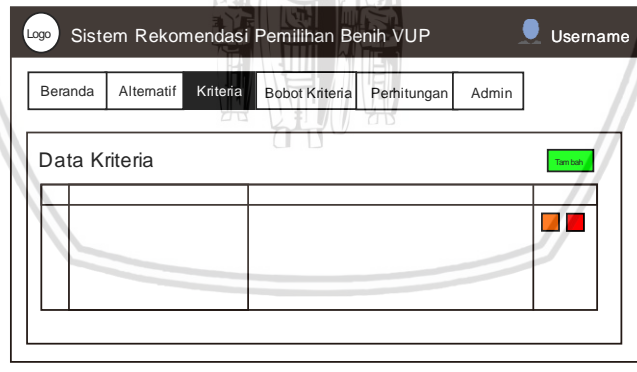 Logo Sistem Rekomendasi Pemilihan Benih VUP Username
Beranda Alternatif Kriteria Bobot Kriteria Perhitungan Admin
Data Kriteria Tambah